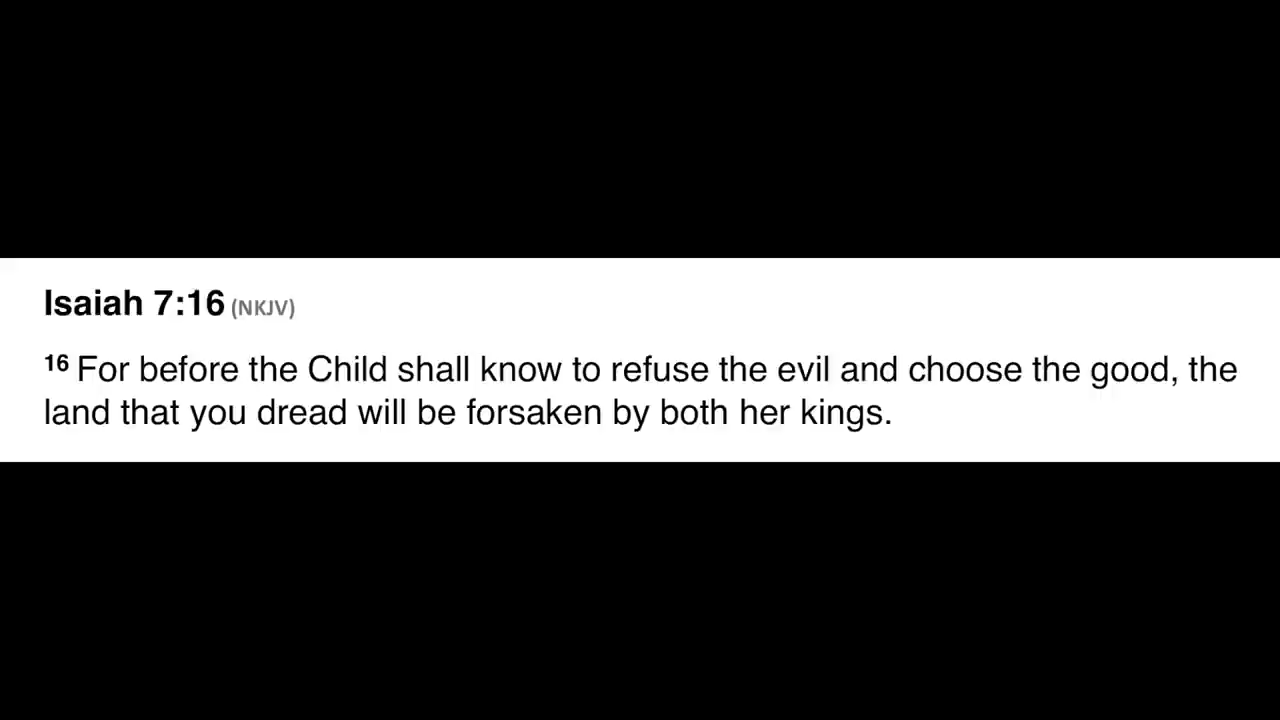 Isaiah 7:16 (NKJV)
16 For before the Child shall know to refuse the evil and choose the good, the
land that you dread will be forsaken by both her kings.